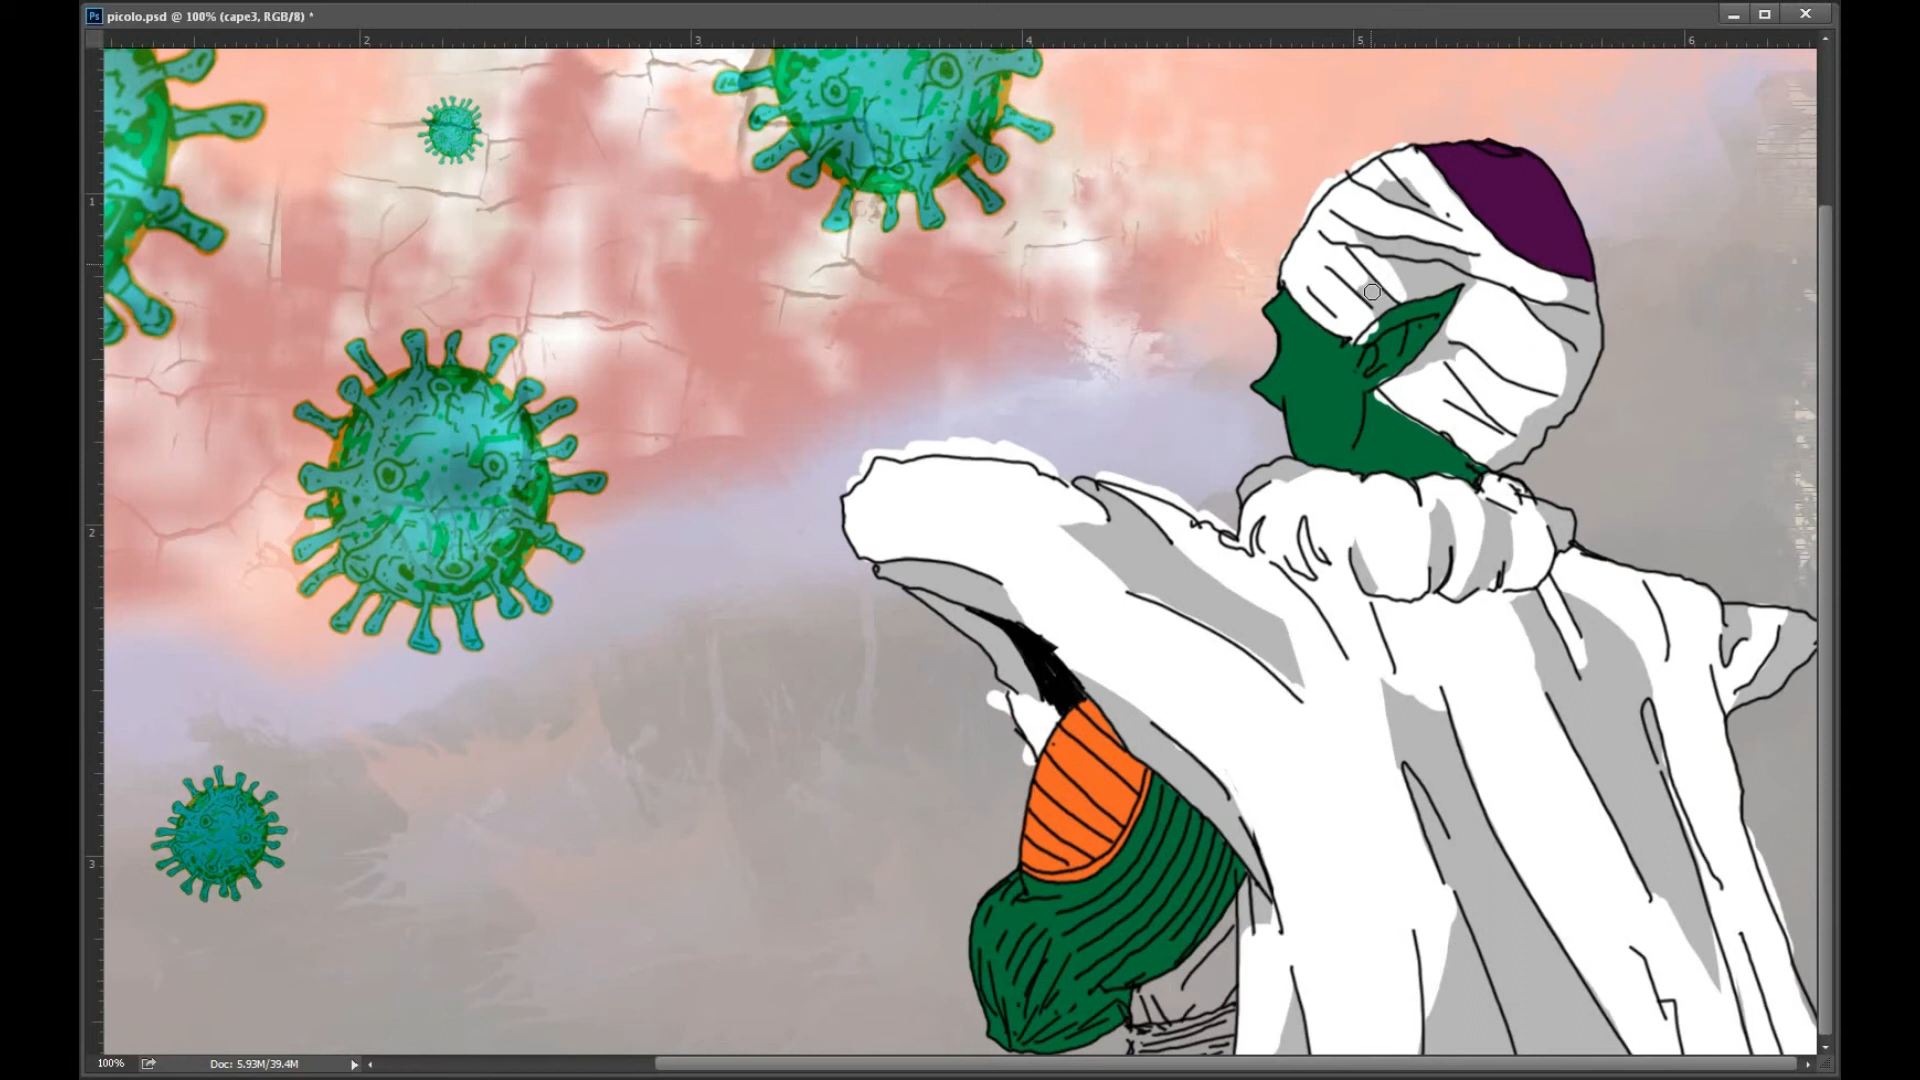 Ps picolo.psd @ 100% (cape3, RGB/8) *
2 3 4 5 6
1
2
3
100% Doc: 5.93M/39.4M